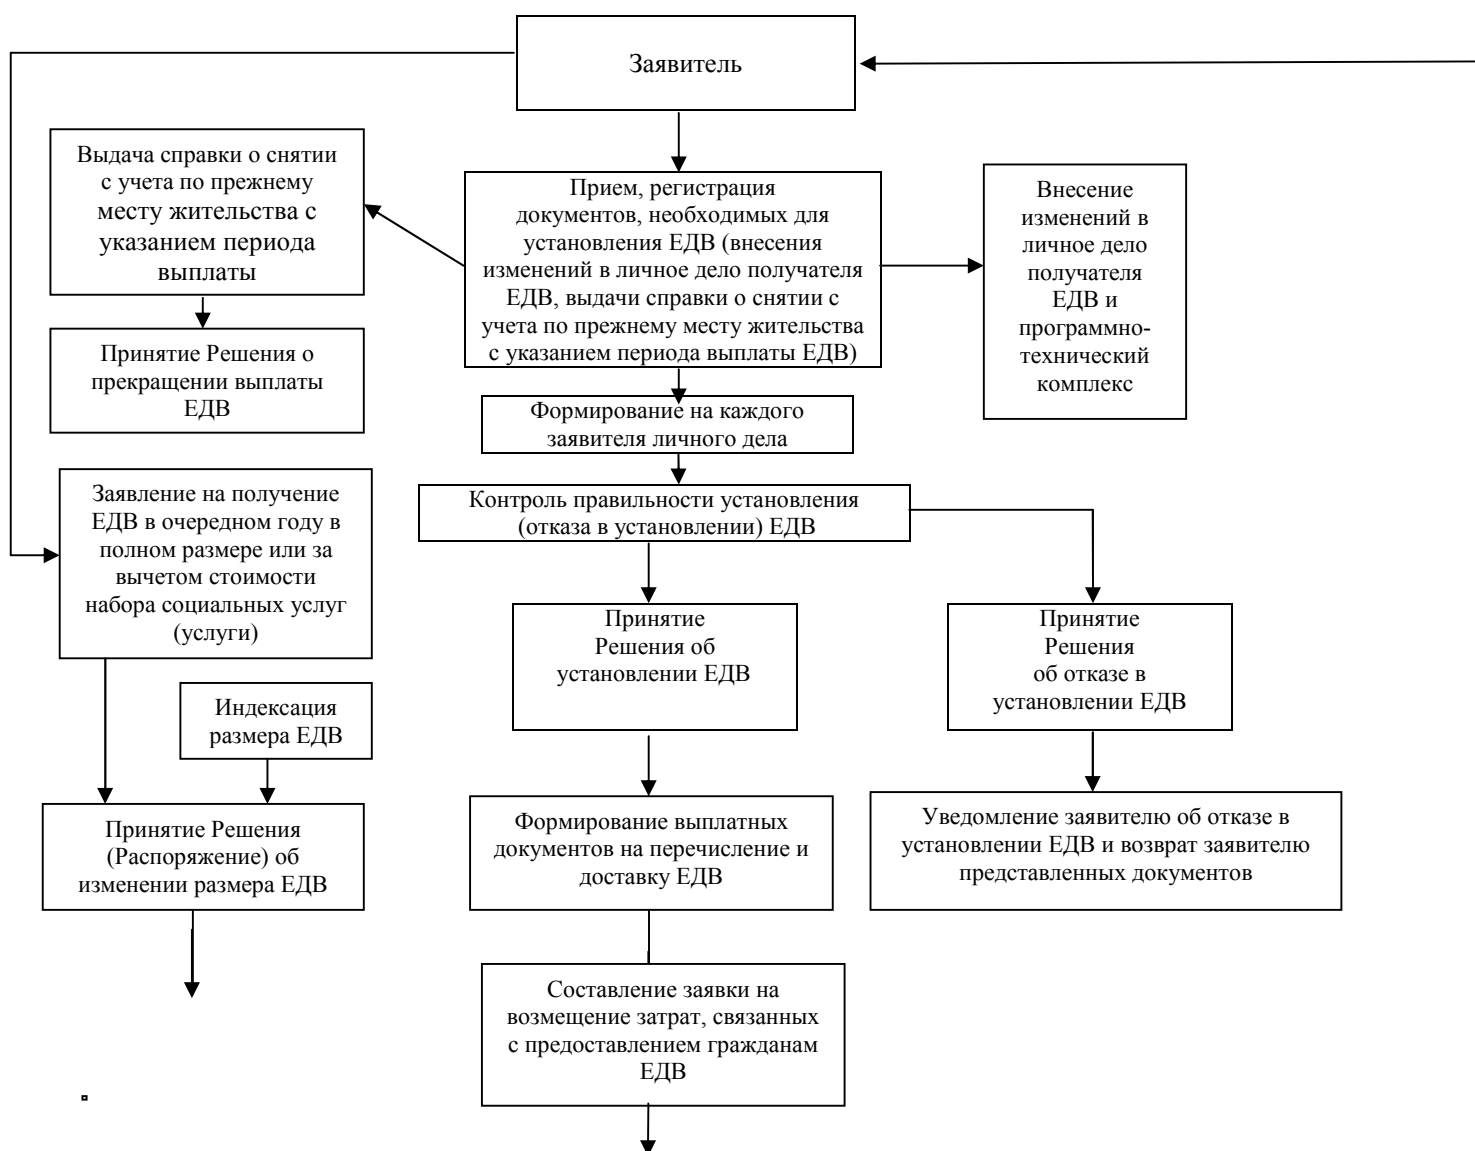 Заявитель
Выдача справки о снятии
с учета по прежнему
месту жительства с
указанием периода
выплаты
Прием, регистрация
документов, необходимых для
установления ЕДВ (внесения
изменений в личное дело получателя
ЕДВ, выдачи справки о снятии с
учета по прежнему месту жительства
с указанием периода выплаты ЕДВ)
Внесение
изменений в
личное дело
получателя
ЕДВ и
программно-
технический
комплекс
Принятие Решения о
прекращении выплаты
ЕДВ
Формирование на каждого
заявителя личного дела
Заявление на получение
ЕДВ в очередном году в
полном размере или за
вычетом стоимости
набора социальных услуг
(услуги)
Контроль правильности установления
(отказа в установлении) ЕДВ
Принятие
Решения об
установлении ЕДВ
Принятие
Решения
об отказе в
установлении ЕДВ
Индексация
размера ЕДВ
Принятие Решения
(Распоряжение) об
изменении размера ЕДВ
Формирование выплатных
документов на перечисление и
доставку ЕДВ
Уведомление заявителю об отказе в
установлении ЕДВ и возврат заявителю
представленных документов
Составление заявки на
возмещение затрат, связанных
с предоставлением гражданам
ЕДВ